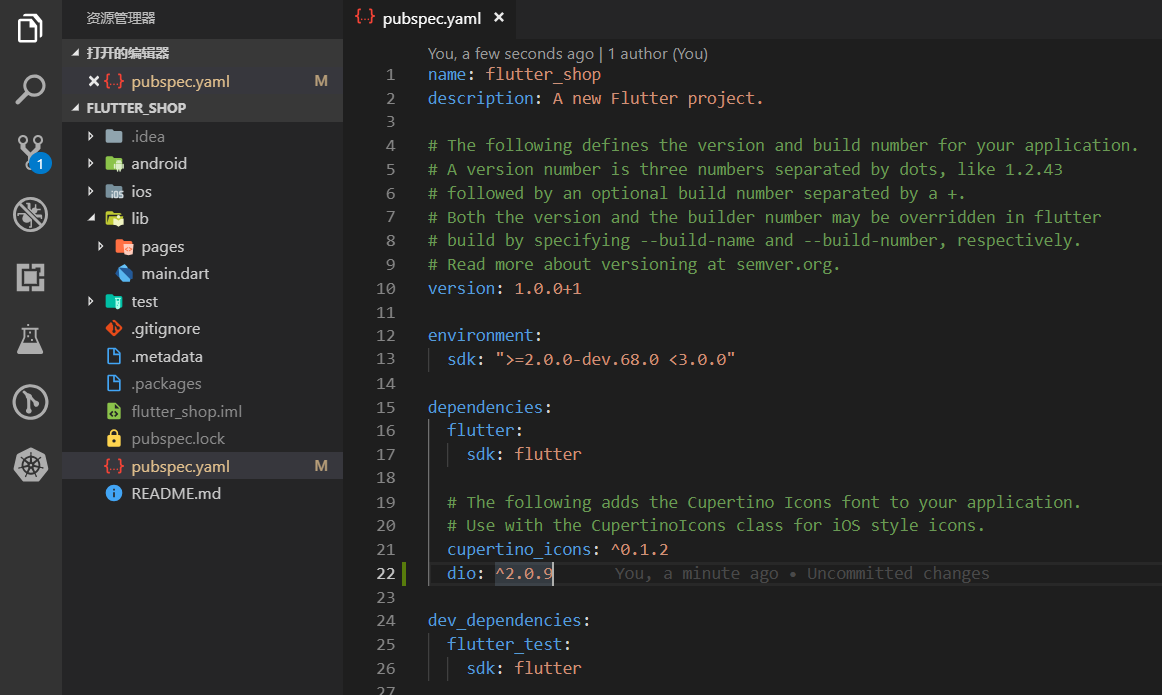 资源管理器
打开的编辑器
{..} pubspec.yaml M
FLUTTER_SHOP
.idea
android
ios
lib
pages
main.dart
test
.gitignore
.metadata
.packages
flutter_shop.iml
pubspec.lock
{..} pubspec.yaml M
README.md
1
{..} pubspec.yaml
You, a few seconds ago | 1 author (You)
1 name: flutter_shop
2 description: A new Flutter project.
3
4 # The following defines the version and build number for your application.
5 # A version number is three numbers separated by dots, like 1.2.43
6 # followed by an optional build number separated by a +.
7 # Both the version and the builder number may be overridden in flutter
8 # build by specifying --build-name and --build-number, respectively.
9 # Read more about versioning at semver.org.
10 version: 1.0.0+1
11
12 environment:
13 sdk: ">=2.0.0-dev.68.0 <3.0.0"
14
15 dependencies:
16 flutter:
17 sdk: flutter
18
19 # The following adds the Cupertino Icons font to your application.
20 # Use with the CupertinoIcons class for iOS style icons.
21 cupertino_icons: ^0.1.2
22 dio: ^2.0.9 You, a minute ago • Uncommitted changes
23
24 dev_dependencies:
25 flutter_test:
26 sdk: flutter
27